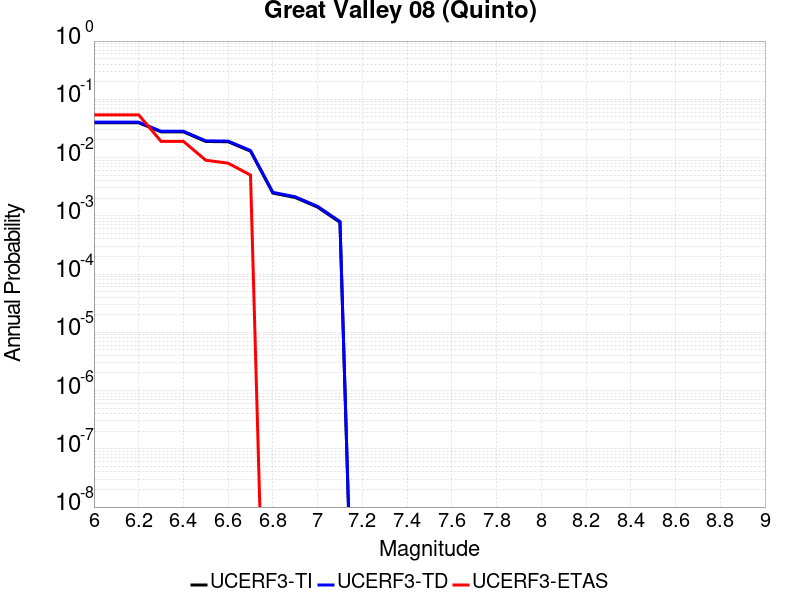 Great Valley 08 (Quinto)
10^0
10^-1
10^-2
10^-3
10^-4
10^-5
10^-6
10^-7
10^-8
Annual Probability
6 6.2 6.4 6.6 6.8 7 7.2 7.4 7.6 7.8 8 8.2 8.4 8.6 8.8 9
Magnitude
UCERF3-TI UCERF3-TD UCERF3-ETAS